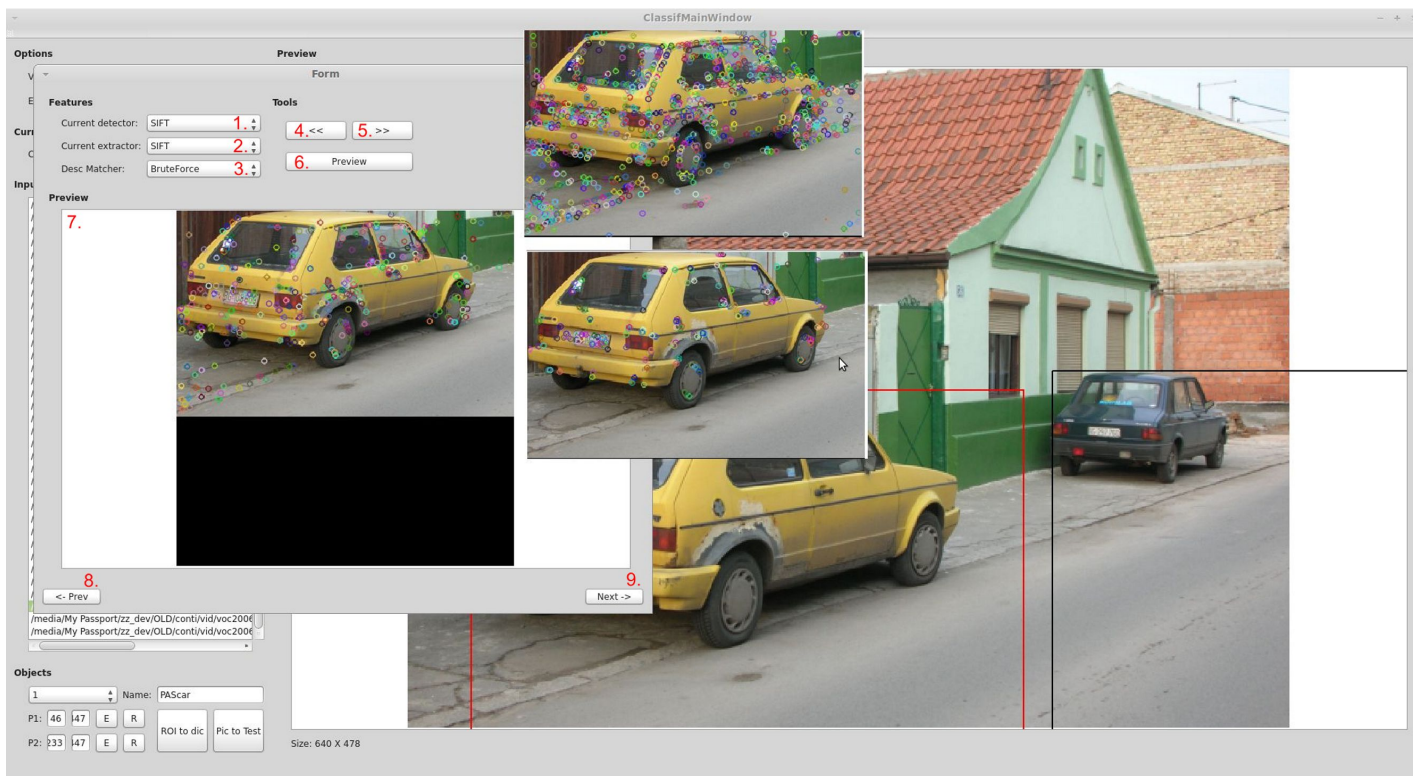 ClassifMainWindow
Options
Preview
Form
Features
Tools
Current detector: SIFT 1.
4.<< 5.>>
Current extractor: SIFT 2.
6. Preview
Desc Matcher: BruteForce 3.
Preview
7.
8.
9.
<- Prev
Next ->
/media/My Passport/zz_dev/OLD/conti/vid/voc2006
/media/My Passport/zz_dev/OLD/conti/vid/voc2006
Objects
1 Name: PAScar
P1: 46 447 E R
ROI to dic Pic to Test
P2: 233 447 E R
Size: 640 X 478